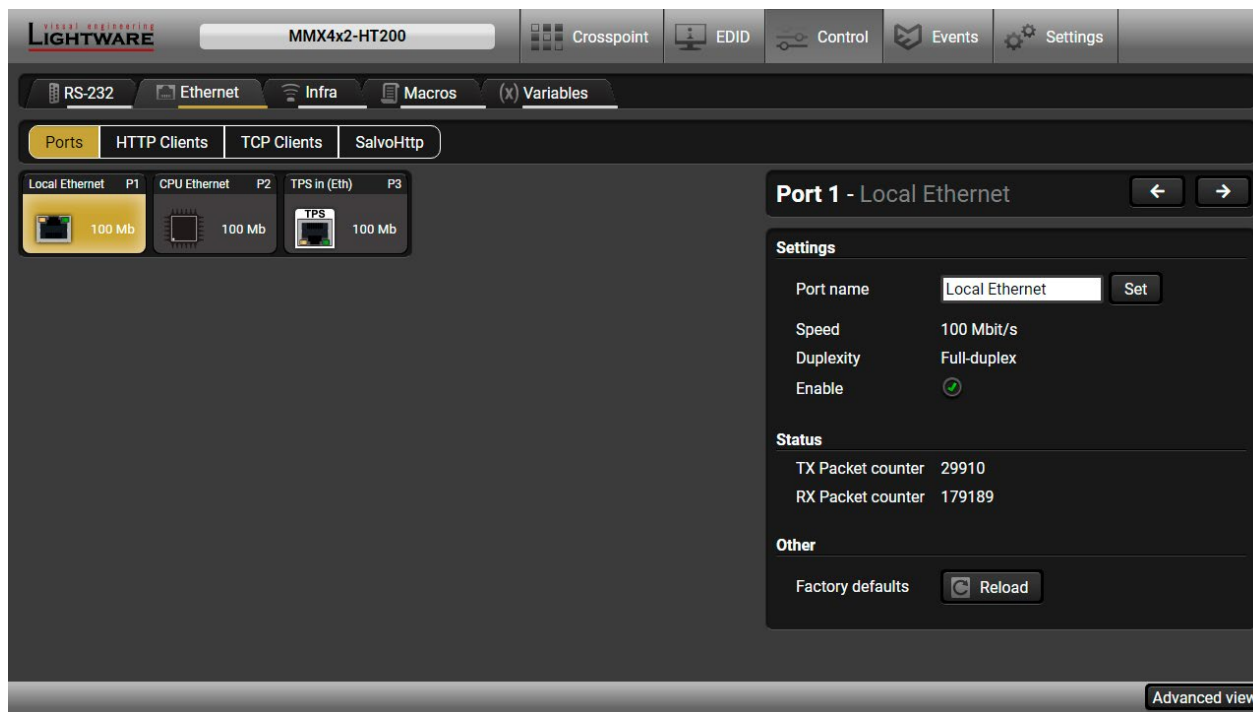 visual engineering
LIGHTWARE
MMX4x2-HT200
Crosspoint
EDID
Control
Events
Settings
RS-232
Ethernet
Infra
Macros
(x) Variables
Ports
HTTP Clients
TCP Clients
SalvoHttp
Local Ethernet P1
100 Mb
CPU Ethernet P2
100 Mb
TPS in (Eth) P3
TPS
100 Mb
Port 1 - Local Ethernet
Settings
Port name Local Ethernet Set
Speed 100 Mbit/s
Duplexity Full-duplex
Enable
Status
TX Packet counter 29910
RX Packet counter 179189
Other
Factory defaults Reload
Advanced view